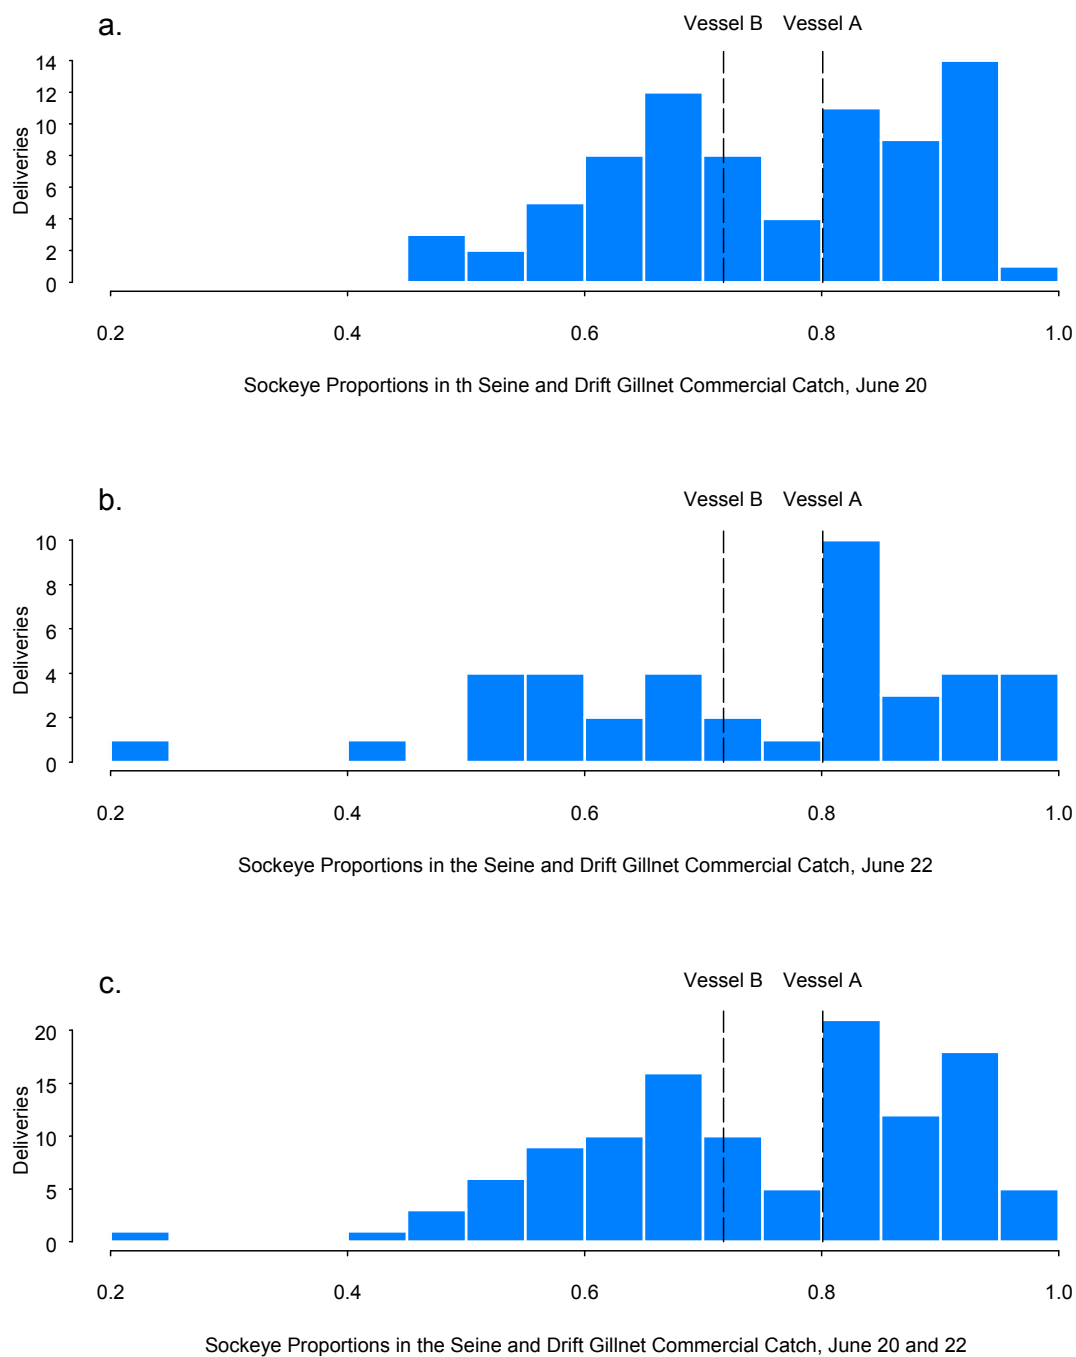 a.
Vessel B Vessel A
14
12
10
8
6
4
2
0
Deliveries
0.2 0.4 0.6 0.8 1.0
Sockeye Proportions in th Seine and Drift Gillnet Commercial Catch, June 20
b.
Vessel B Vessel A
10
8
6
4
2
0
Deliveries
0.2 0.4 0.6 0.8 1.0
Sockeye Proportions in the Seine and Drift Gillnet Commercial Catch, June 22
c.
Vessel B Vessel A
20
15
10
5
0
Deliveries
0.2 0.4 0.6 0.8 1.0
Sockeye Proportions in the Seine and Drift Gillnet Commercial Catch, June 20 and 22